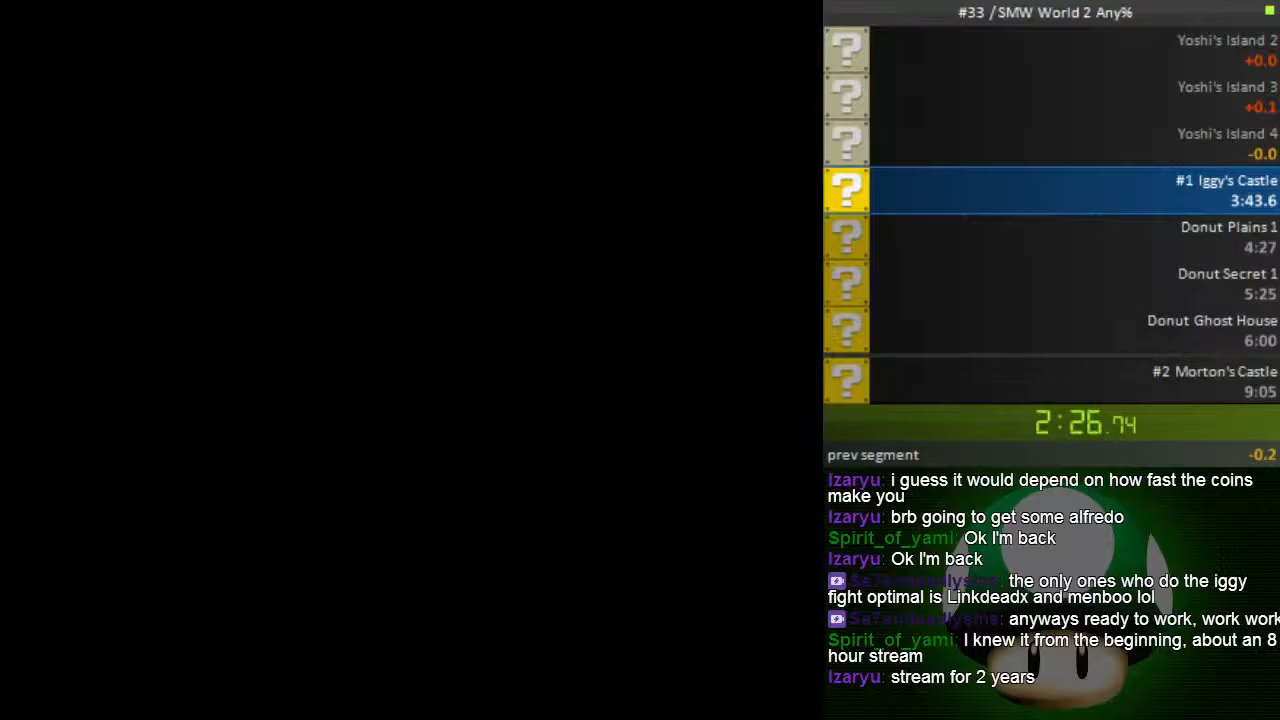 #33 / SMW World 2 Any%
Yoshi's Island 2
+0.0
Yoshi's Island 3
+0.1
Yoshi's Island 4
-0.0
#1 Iggy's Castle
3:43.6
Donut Plains 1
4:27
Donut Secret 1
5:25
Donut Ghost House
6:00
#2 Morton's Castle
9:05
2:26.74
prev segment -0.2
Izaryu: i guess it would depend on how fast the coins
make you
Izaryu: brb going to get some alfredo
Spirit_of_yami: Ok I'm back
Izaryu: Ok I'm back
the only ones who do the iggy
fight optimal is Linkdeadx and menboo lol
anyways ready to work, work work
Spirit_of_yami: I knew it from the beginning, about an 8
hour stream
Izaryu: stream for 2 years